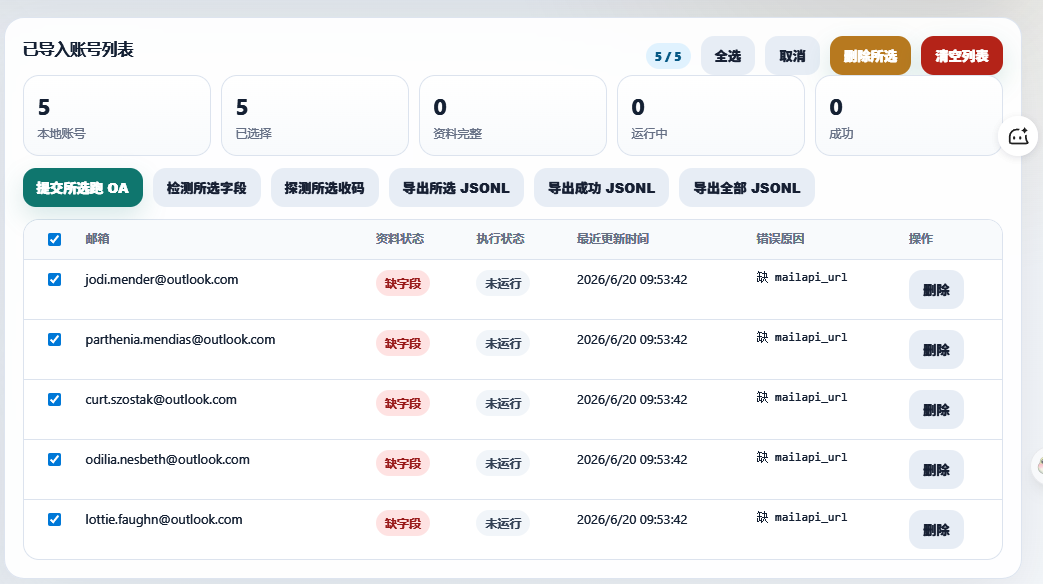 已导入账号列表
5 / 5 全选 取消 删除所选 清空列表
5 5 0 0 0
本地账号 已选择 资料完整 运行中 成功
提交所选跑 OA 检测所选字段 探测所选收码 导出所选 JSONL 导出成功 JSONL 导出全部 JSONL
邮箱 资料状态 执行状态 最近更新时间 错误原因 操作
jodi.mender@outlook.com 缺字段 未运行 2026/6/20 09:53:42 缺 mailapi_url 删除
parthenia.mendias@outlook.com 缺字段 未运行 2026/6/20 09:53:42 缺 mailapi_url 删除
curt.szostak@outlook.com 缺字段 未运行 2026/6/20 09:53:42 缺 mailapi_url 删除
odilia.nesbeth@outlook.com 缺字段 未运行 2026/6/20 09:53:42 缺 mailapi_url 删除
lottie.faughn@outlook.com 缺字段 未运行 2026/6/20 09:53:42 缺 mailapi_url 删除